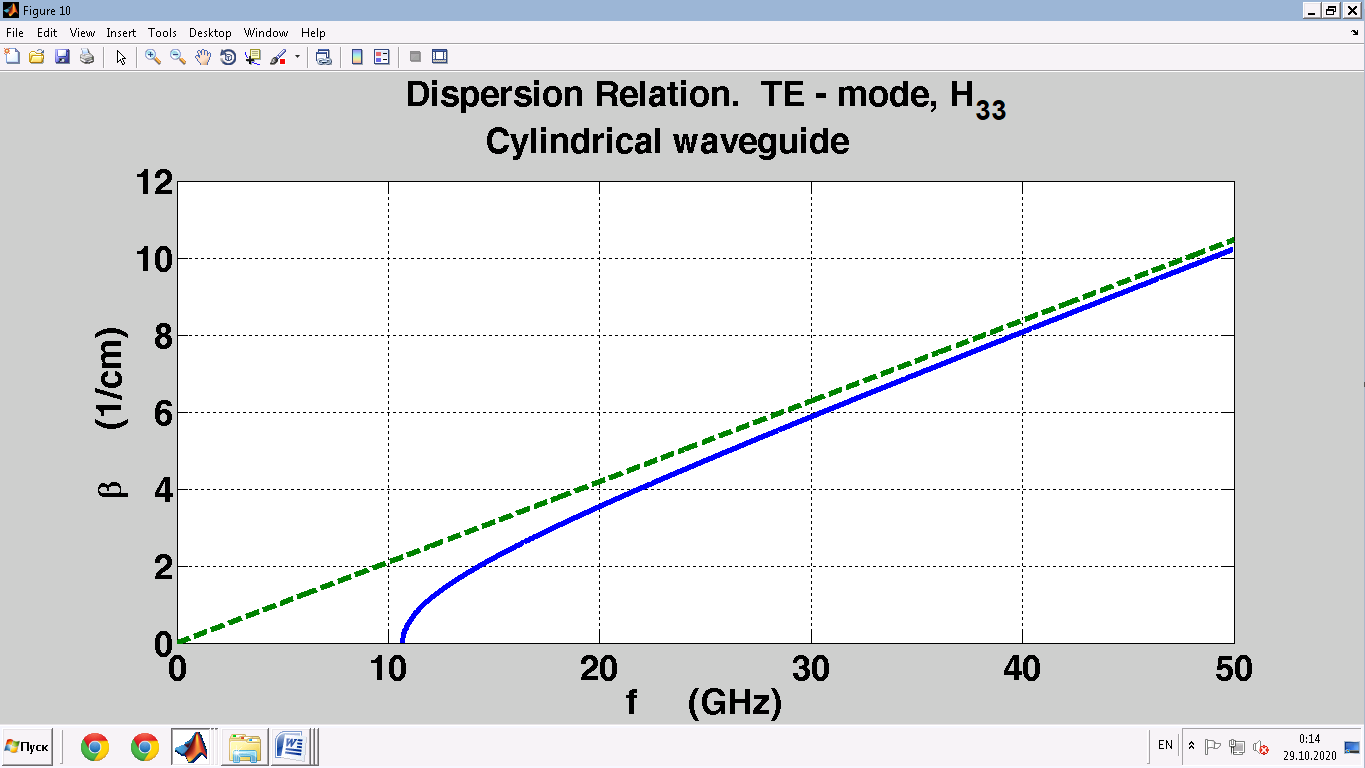 Figure 10
File Edit View Insert Tools Desktop Window Help
Dispersion Relation. TE - mode, H33
Cylindrical waveguide
12
10
8
6
4
2
0
β (1/cm)
0 10 20 30 40 50
f (GHz)
Пуск
EN
0:14
29.10.2020